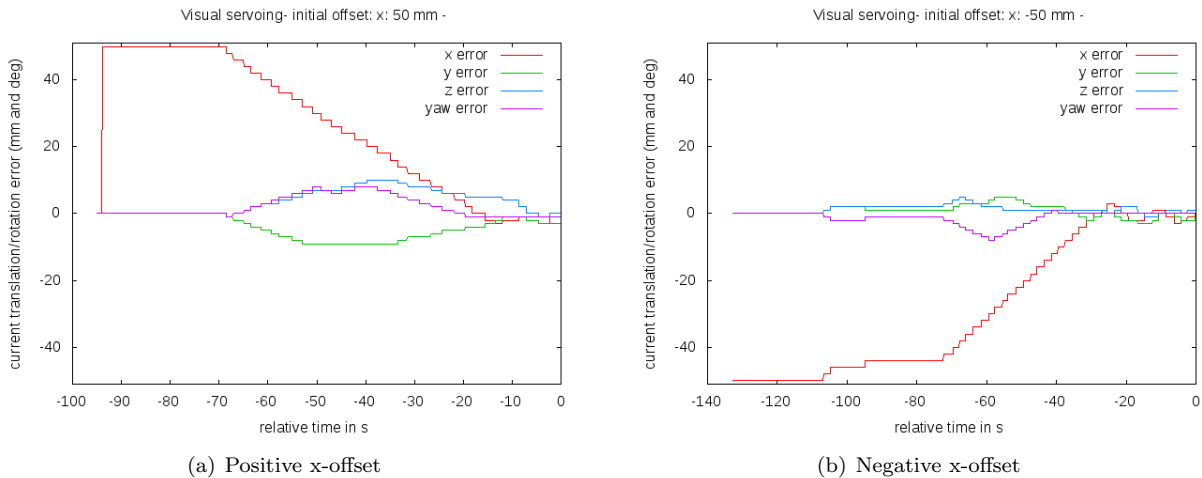 Visual servoing- initial offset: x: 50 mm -
current translation/rotation error (mm and deg)
x error
y error
z error
yaw error
40
20
0
-20
-40
-100 -90 -80 -70 -60 -50 -40 -30 -20 -10 0
relative time in s
(a) Positive x-offset
Visual servoing- initial offset: x: -50 mm -
current translation/rotation error (mm and deg)
x error
y error
z error
yaw error
40
20
0
-20
-40
-140 -120 -100 -80 -60 -40 -20 0
relative time in s
(b) Negative x-offset